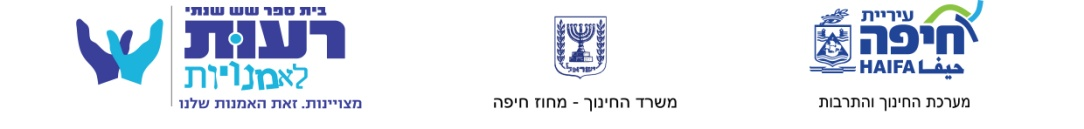 עיריית
חיפה
حيفا HAIFA
מערכת החינוך והתרבות
ישראל
משרד החינוך - מחוז חיפה
בית ספר שש שנתי
רעות
לאמנויות
מצויינות. זאת האמנות שלנו